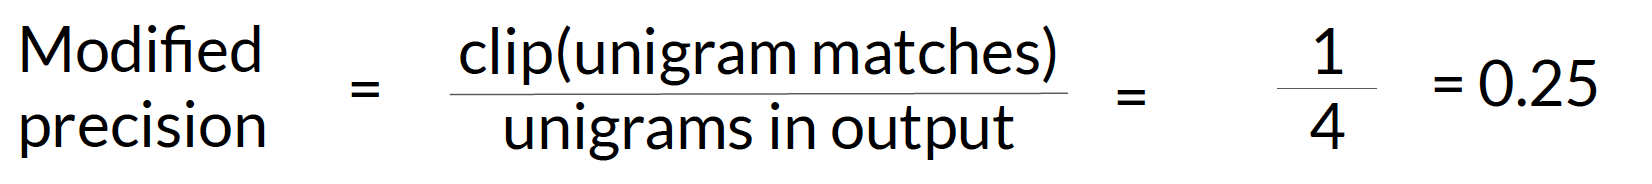 Modified
precision
=
clip(unigram matches)
unigrams in output
=
1
4
= 0.25